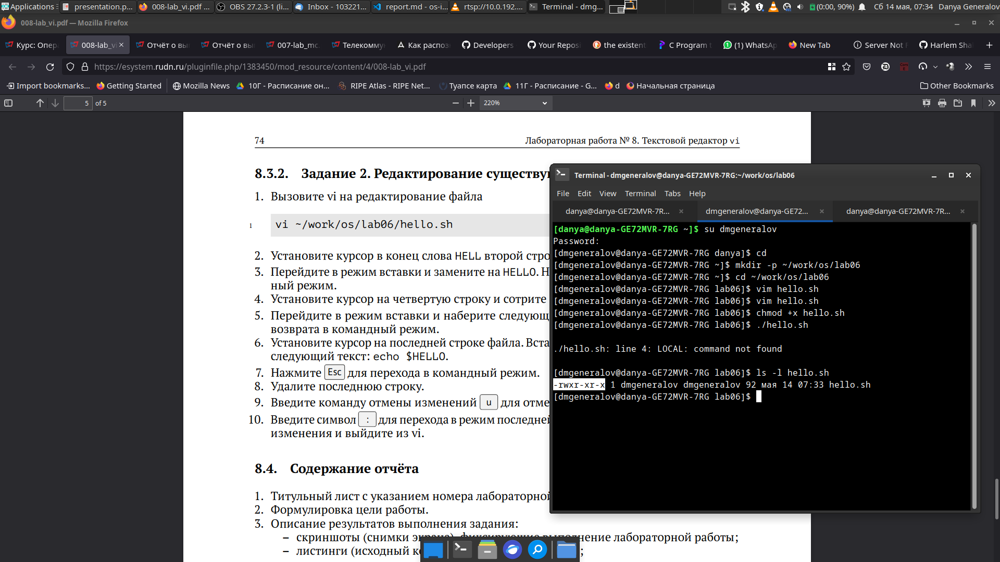 Applications
presentation.p...
008-lab_vi.pdf ...
OBS 27.2.3-1 (li...
Inbox - 103221...
report.md - os-i...
rtsp://10.0.192....
Terminal - dmg...
(0:00, 90%)
Сб 14 мая, 07:34
Danya Generalov
008-lab_vi.pdf — Mozilla Firefox
Курс: Опер
008-lab_vi
Отчёт о вы
Отчёт о вы
007-lab_mc.
Телекомму
Как распоз
Developers
Your Reposi
the existent
C Program t
(1) WhatsAp
New Tab
Server Not F
Harlem Sha
https://esystem.rudn.ru/pluginfile.php/1383450/mod_resource/content/4/008-lab_vi.pdf
Import bookmarks...
Getting Started
Mozilla News
10Г - Расписание он...
RIPE Atlas - RIPE Net...
Туапсе карта
11Г - Расписание - G...
d
Начальная страница
Other Bookmarks
5 of 5
220%
74
Лабораторная работа № 8. Текстовой редактор vi
8.3.2. Задание 2. Редактирование существу
1. Вызовите vi на редактирование файла
1 vi ~/work/os/lab06/hello.sh
2. Установите курсор в конец слова HELL второй стро
3. Перейдите в режим вставки и замените на HELLO. Н
ный режим.
4. Установите курсор на четвертую строку и сотрите
5. Перейдите в режим вставки и наберите следующ
возврата в командный режим.
6. Установите курсор на последней строке файла. Вста
следующий текст: echo $HELLO.
7. Нажмите Esc для перехода в командный режим.
8. Удалите последнюю строку.
9. Введите команду отмены изменений u для отме
10. Введите символ : для перехода в режим последней
изменения и выйдите из vi.
8.4. Содержание отчёта
1. Титульный лист с указанием номера лабораторной
2. Формулировка цели работы.
3. Описание результатов выполнения задания:
– скриншоты (снимки экрана), фиксирующие выполнение лабораторной работы;
– листинги (исходный к
;
Terminal - dmgeneralov@danya-GE72MVR-7RG:~/work/os/lab06
File Edit View Terminal Tabs Help
danya@danya-GE72MVR-7R...
dmgeneralov@danya-GE72...
danya@danya-GE72MVR-7R...
[danya@danya-GE72MVR-7RG ~]$ su dmgeneralov
Password:
[dmgeneralov@danya-GE72MVR-7RG danya]$ cd
[dmgeneralov@danya-GE72MVR-7RG ~]$ mkdir -p ~/work/os/lab06
[dmgeneralov@danya-GE72MVR-7RG ~]$ cd ~/work/os/lab06
[dmgeneralov@danya-GE72MVR-7RG lab06]$ vim hello.sh
[dmgeneralov@danya-GE72MVR-7RG lab06]$ vim hello.sh
[dmgeneralov@danya-GE72MVR-7RG lab06]$ chmod +x hello.sh
[dmgeneralov@danya-GE72MVR-7RG lab06]$ ./hello.sh
./hello.sh: line 4: LOCAL: command not found
[dmgeneralov@danya-GE72MVR-7RG lab06]$ ls -l hello.sh
-rwxr-xr-x 1 dmgeneralov dmgeneralov 92 мая 14 07:33 hello.sh
[dmgeneralov@danya-GE72MVR-7RG lab06]$